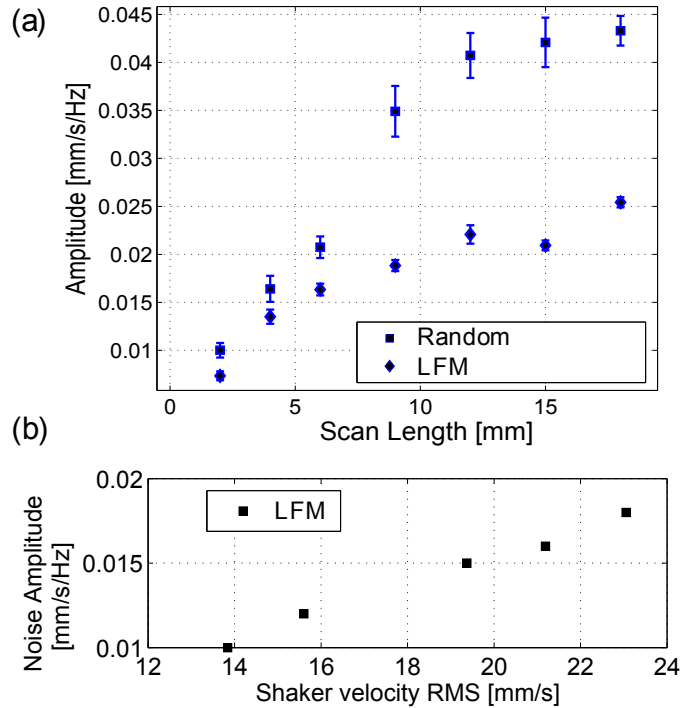 (a)
Amplitude [mm/s/Hz]
0.045
0.04
0.035
0.03
0.025
0.02
0.015
0.01
Random
LFM
0 5 10 15
Scan Length [mm]
(b)
Noise Amplitude
[mm/s/Hz]
0.02
0.015
0.01
LFM
12 14 16 18 20 22 24
Shaker velocity RMS [mm/s]